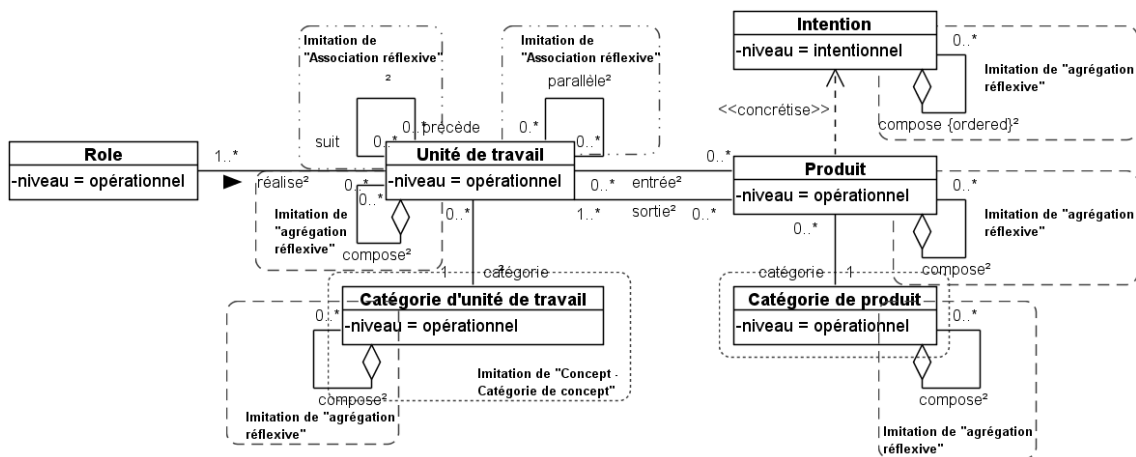 Imitation de
"Association réflexive"
²
0..*
précède
suit
0..*
Imitation de
"Association réflexive"
parallèle²
0..*
0..*
Intention
-niveau = intentionnel
0..*
Imitation de "agrégation
réflexive"
compose {ordered}²
<<concrétise>>
Role
-niveau = opérationnel
1..*
réalise²
0..*
Unité de travail
-niveau = opérationnel
0..*
entrée²
0..*
1..*
sortie²
0..*
Produit
-niveau = opérationnel
0..*
Imitation de "agrégation
réflexive"
compose²
0..*
Imitation de
"agrégation
réflexive"
compose²
0..*
1
²
catégorie
0..*
catégorie
1
Catégorie d'unité de travail
-niveau = opérationnel
0..*
compose²
Imitation de "agrégation
réflexive"
Imitation de "Concept -
Catégorie de concept"
Catégorie de produit
-niveau = opérationnel
0..*
compose²
Imitation de "agrégation
réflexive"